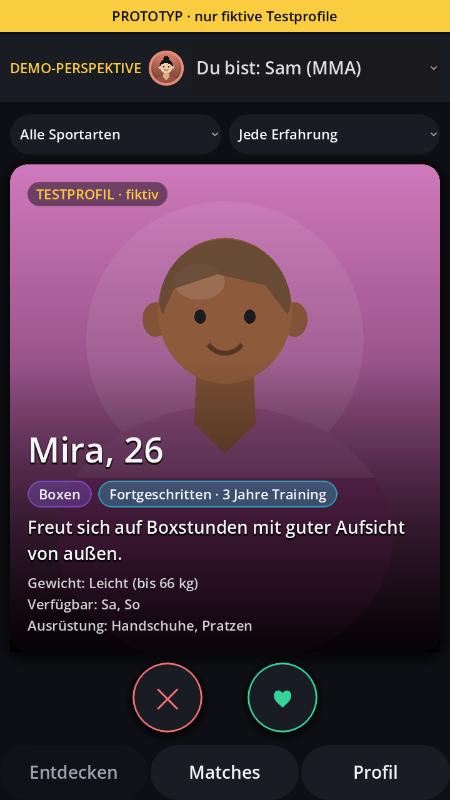 PROTOTYP · nur fiktive Testprofile
DEMO-PERSPEKTIVE
Du bist: Sam (MMA)
Alle Sportarten
Jede Erfahrung
TESTPROFIL · fiktiv
Mira, 26
Boxen
Fortgeschritten · 3 Jahre Training
Freut sich auf Boxstunden mit guter Aufsicht
von außen.
Gewicht: Leicht (bis 66 kg)
Verfügbar: Sa, So
Ausrüstung: Handschuhe, Pratzen
Entdecken
Matches
Profil